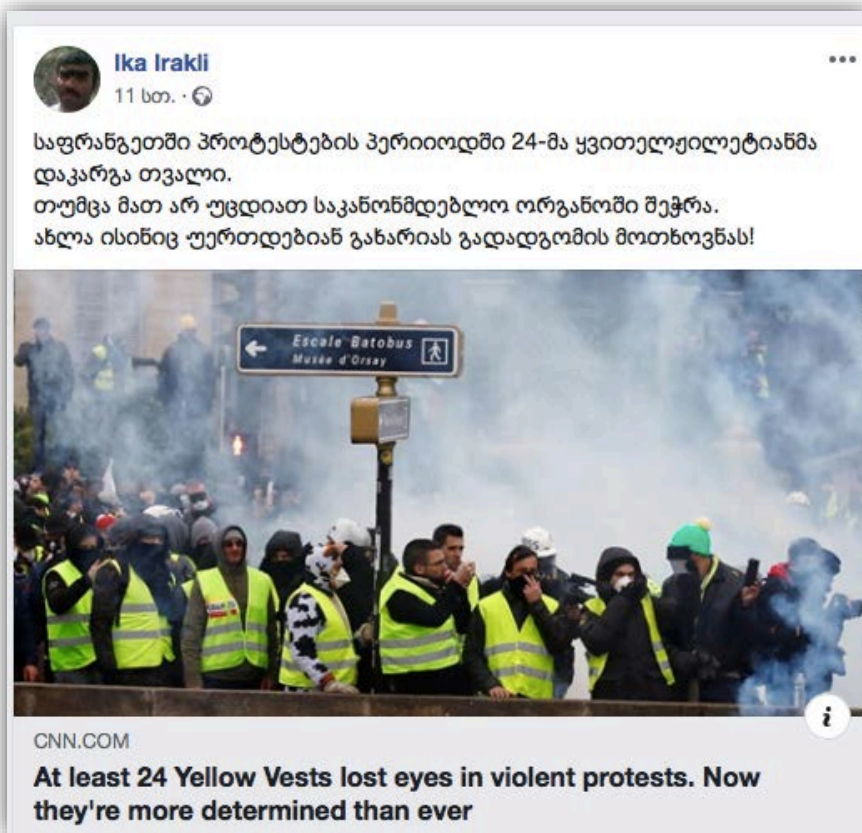 Ika Irakli
11 სთ. ·
საფრანგეთში პროტესტების პერიიოდში 24-მა ყვითელჟილეტიანმა
დაკარგა თვალი.
თუმცა მათ არ უცდიათ საკანონმდებლო ორგანოში შეჭრა.
ახლა ისინიც უერთდებიან გახარიას გადადგომის მოთხოვნას!
Escale Batobus
Musée d'Orsay
CNN.COM
At least 24 Yellow Vests lost eyes in violent protests. Now
they're more determined than ever